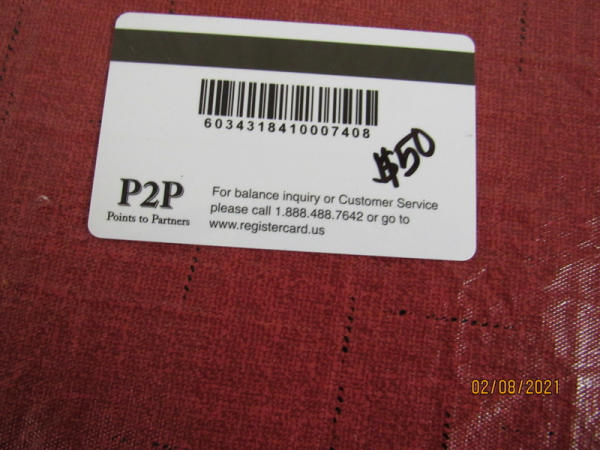 6034318410007408
$50
P2P
Points to Partners
For balance inquiry or Customer Service
please call 1.888.488.7642 or go to
www.registercard.us
02/08/2021